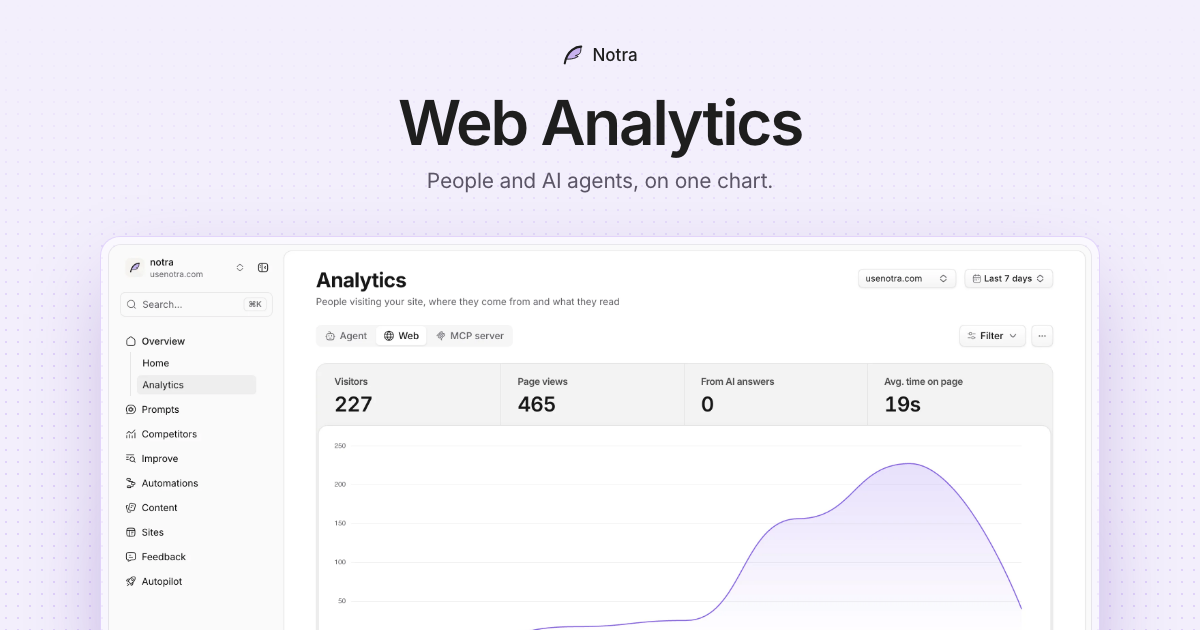 Notra
Web Analytics
People and AI agents, on one chart.
notra
usenotra.com
Search...
⌘K
Overview
Home
Analytics
Prompts
Competitors
Improve
Automations
Content
Sites
Feedback
Autopilot
Analytics
People visiting your site, where they come from and what they read
usenotra.com
Last 7 days
Agent
Web
MCP server
Filter
Visitors
227
Page views
465
From AI answers
0
Avg. time on page
19s
250
200
150
100
50